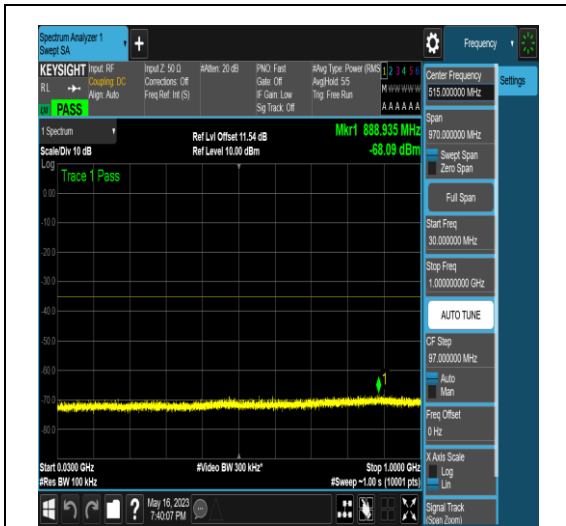 Spectrum Analyzer 1
Swept SA
+
Frequency
KEYSIGHT
RL
Input: RF
Coupling: DC
Align: Auto
Input Z: 50 Ω
Corrections: Off
Freq Ref: Int (S)
#Atten: 20 dB
PNO: Fast
Gate: Off
IF Gain: Low
Sig Track: Off
#Avg Type: Power (RMS
Avg|Hold: 5/5
Trig: Free Run
1 2 3 4 5 6
M W W W W W
A A A A A A
PASS
Center Frequency
515.000000 MHz
Settings
Span
970.000000 MHz
Swept Span
Zero Span
Full Span
Start Freq
30.000000 MHz
Stop Freq
1.000000000 GHz
AUTO TUNE
CF Step
97.000000 MHz
Auto
Man
Freq Offset
0 Hz
X Axis Scale
Log
Lin
Signal Track
(Span Zoom)
1 Spectrum
Scale/Div 10 dB
Ref Lvl Offset 11.54 dB
Ref Level 10.00 dBm
Mkr1 888.935 MHz
-68.09 dBm
Log
Trace 1 Pass
0.00
-10.0
-20.0
-30.0
-40.0
-50.0
-60.0
-70.0
-80.0
1
Start 0.0300 GHz
#Res BW 100 kHz
#Video BW 300 kHz*
Stop 1.0000 GHz
#Sweep ~1.00 s (10001 pts)
?
May 16, 2023
7:40:07 PM